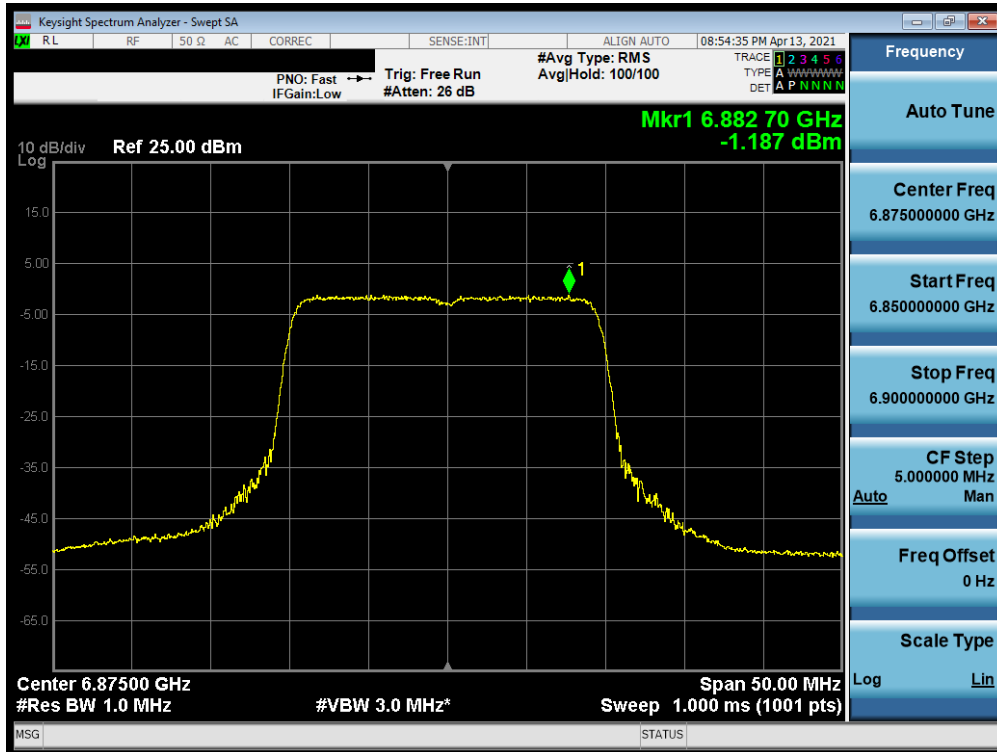 Keysight Spectrum Analyzer - Swept SA
LXI RL RF 50 Ω AC CORREC SENSE:INT ALIGN AUTO 08:54:35 PM Apr 13, 2021
PNO: Fast
IFGain:Low
Trig: Free Run
#Atten: 26 dB
#Avg Type: RMS
Avg|Hold: 100/100
TRACE 1 2 3 4 5 6
TYPE A WWWWW
DET A P N N N N
Mkr1 6.882 70 GHz
-1.187 dBm
10 dB/div
Log
Ref 25.00 dBm
15.0
5.00
-5.00
-15.0
-25.0
-35.0
-45.0
-55.0
-65.0
1
Center 6.87500 GHz
#Res BW 1.0 MHz
#VBW 3.0 MHz*
Span 50.00 MHz
Sweep 1.000 ms (1001 pts)
MSG
STATUS
Frequency
Auto Tune
Center Freq
6.875000000 GHz
Start Freq
6.850000000 GHz
Stop Freq
6.900000000 GHz
CF Step
5.000000 MHz
Auto Man
Freq Offset
0 Hz
Scale Type
Log Lin